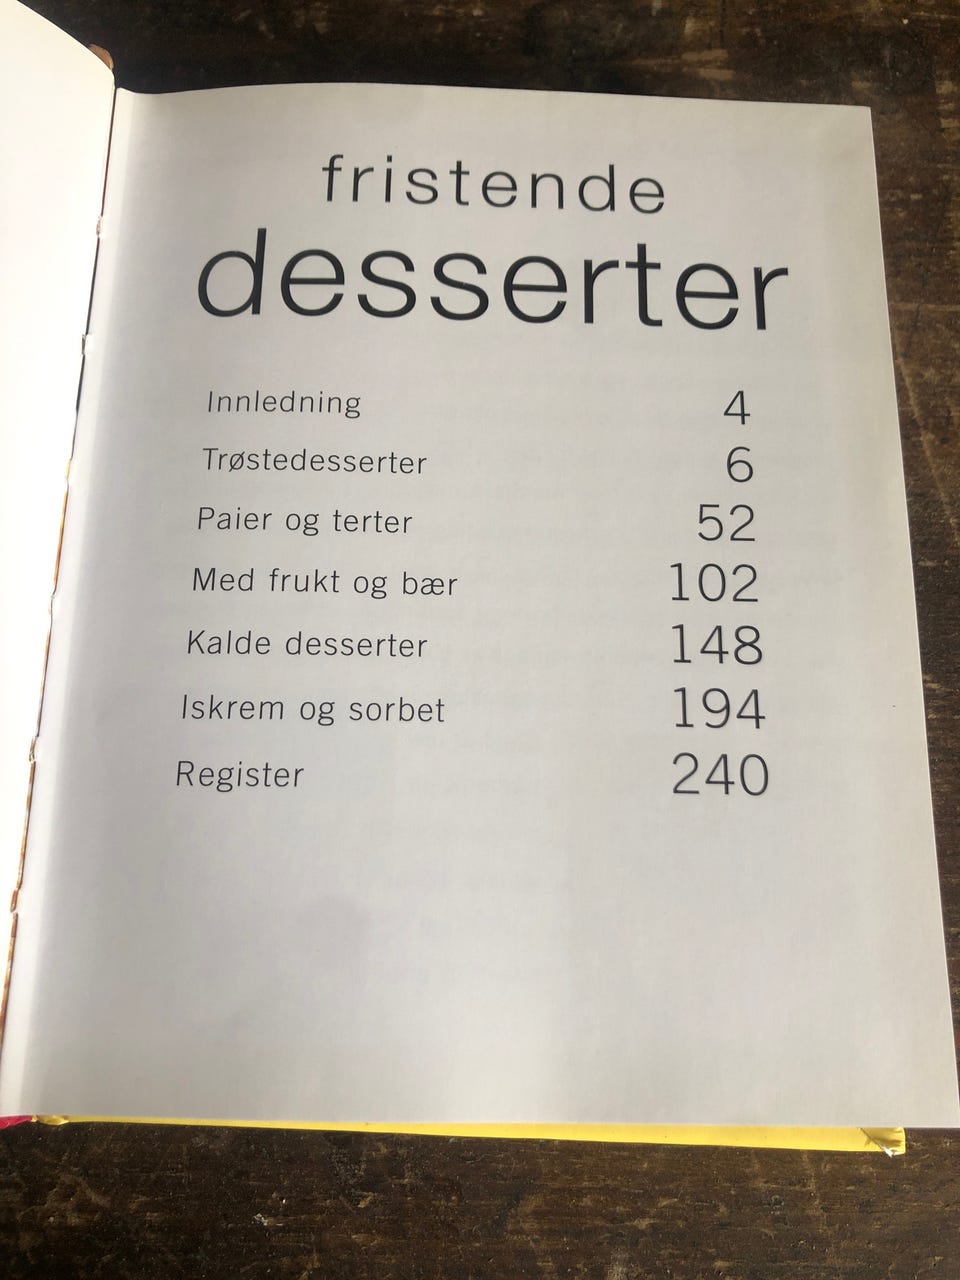 fristende
desserter
Innledning 4
Trøstedesserter 6
Paier og terter 52
Med frukt og bær 102
Kalde desserter 148
Iskrem og sorbet 194
Register 240